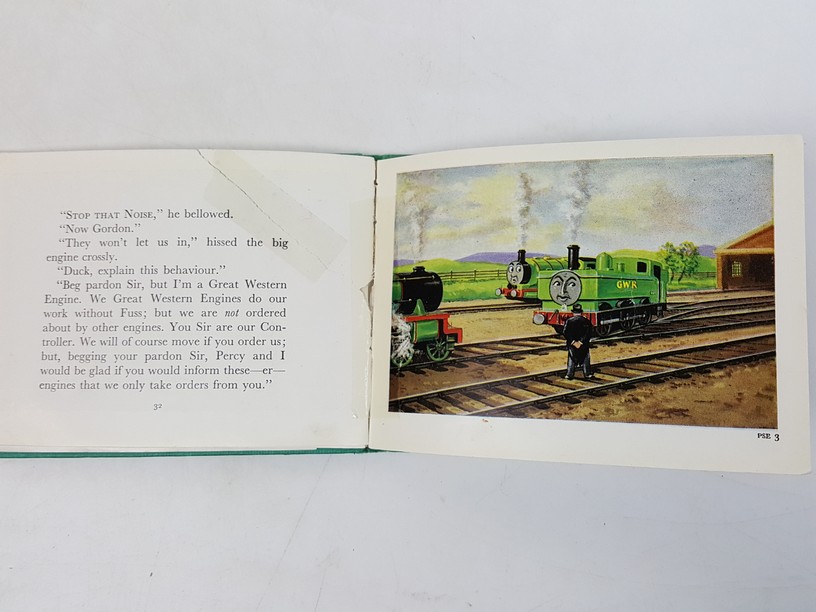 “STOP THAT NOISE,” he bellowed.
“Now Gordon.”
“They won’t let us in,” hissed the big
engine crossly.
“Duck, explain this behaviour.”
“Beg pardon Sir, but I’m a Great Western
Engine. We Great Western Engines do our
work without Fuss; but we are not ordered
about by other engines. You Sir are our Con-
troller. We will of course move if you order us;
but, begging your pardon Sir, Percy and I
would be glad if you would inform these—er—
engines that we only take orders from you.”
32
GWR
PSE 3